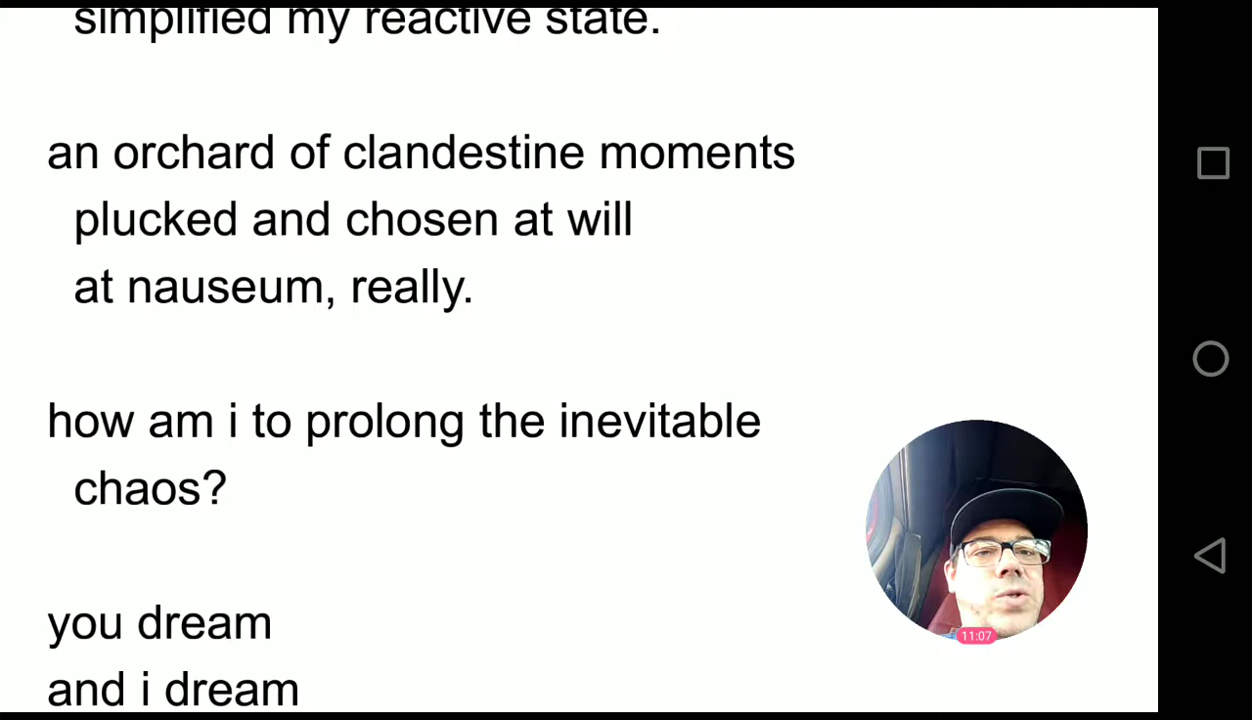 simplified my reactive state.
an orchard of clandestine moments
plucked and chosen at will
at nauseum, really.
how am i to prolong the inevitable
chaos?
you dream
and i dream
11:07